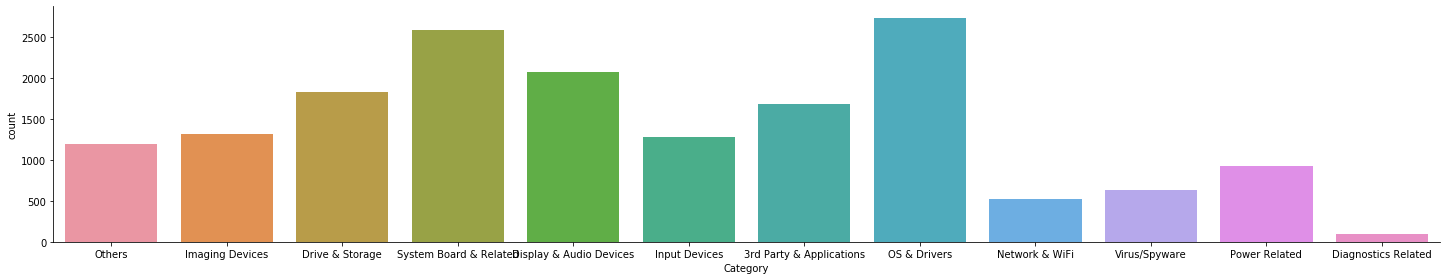 2500
2000
1500
1000
500
0
count
Others Imaging Devices Drive & Storage System Board & Related Display & Audio Devices Input Devices 3rd Party & Applications OS & Drivers Network & WiFi Virus/Spyware Power Related Diagnostics Related
Category